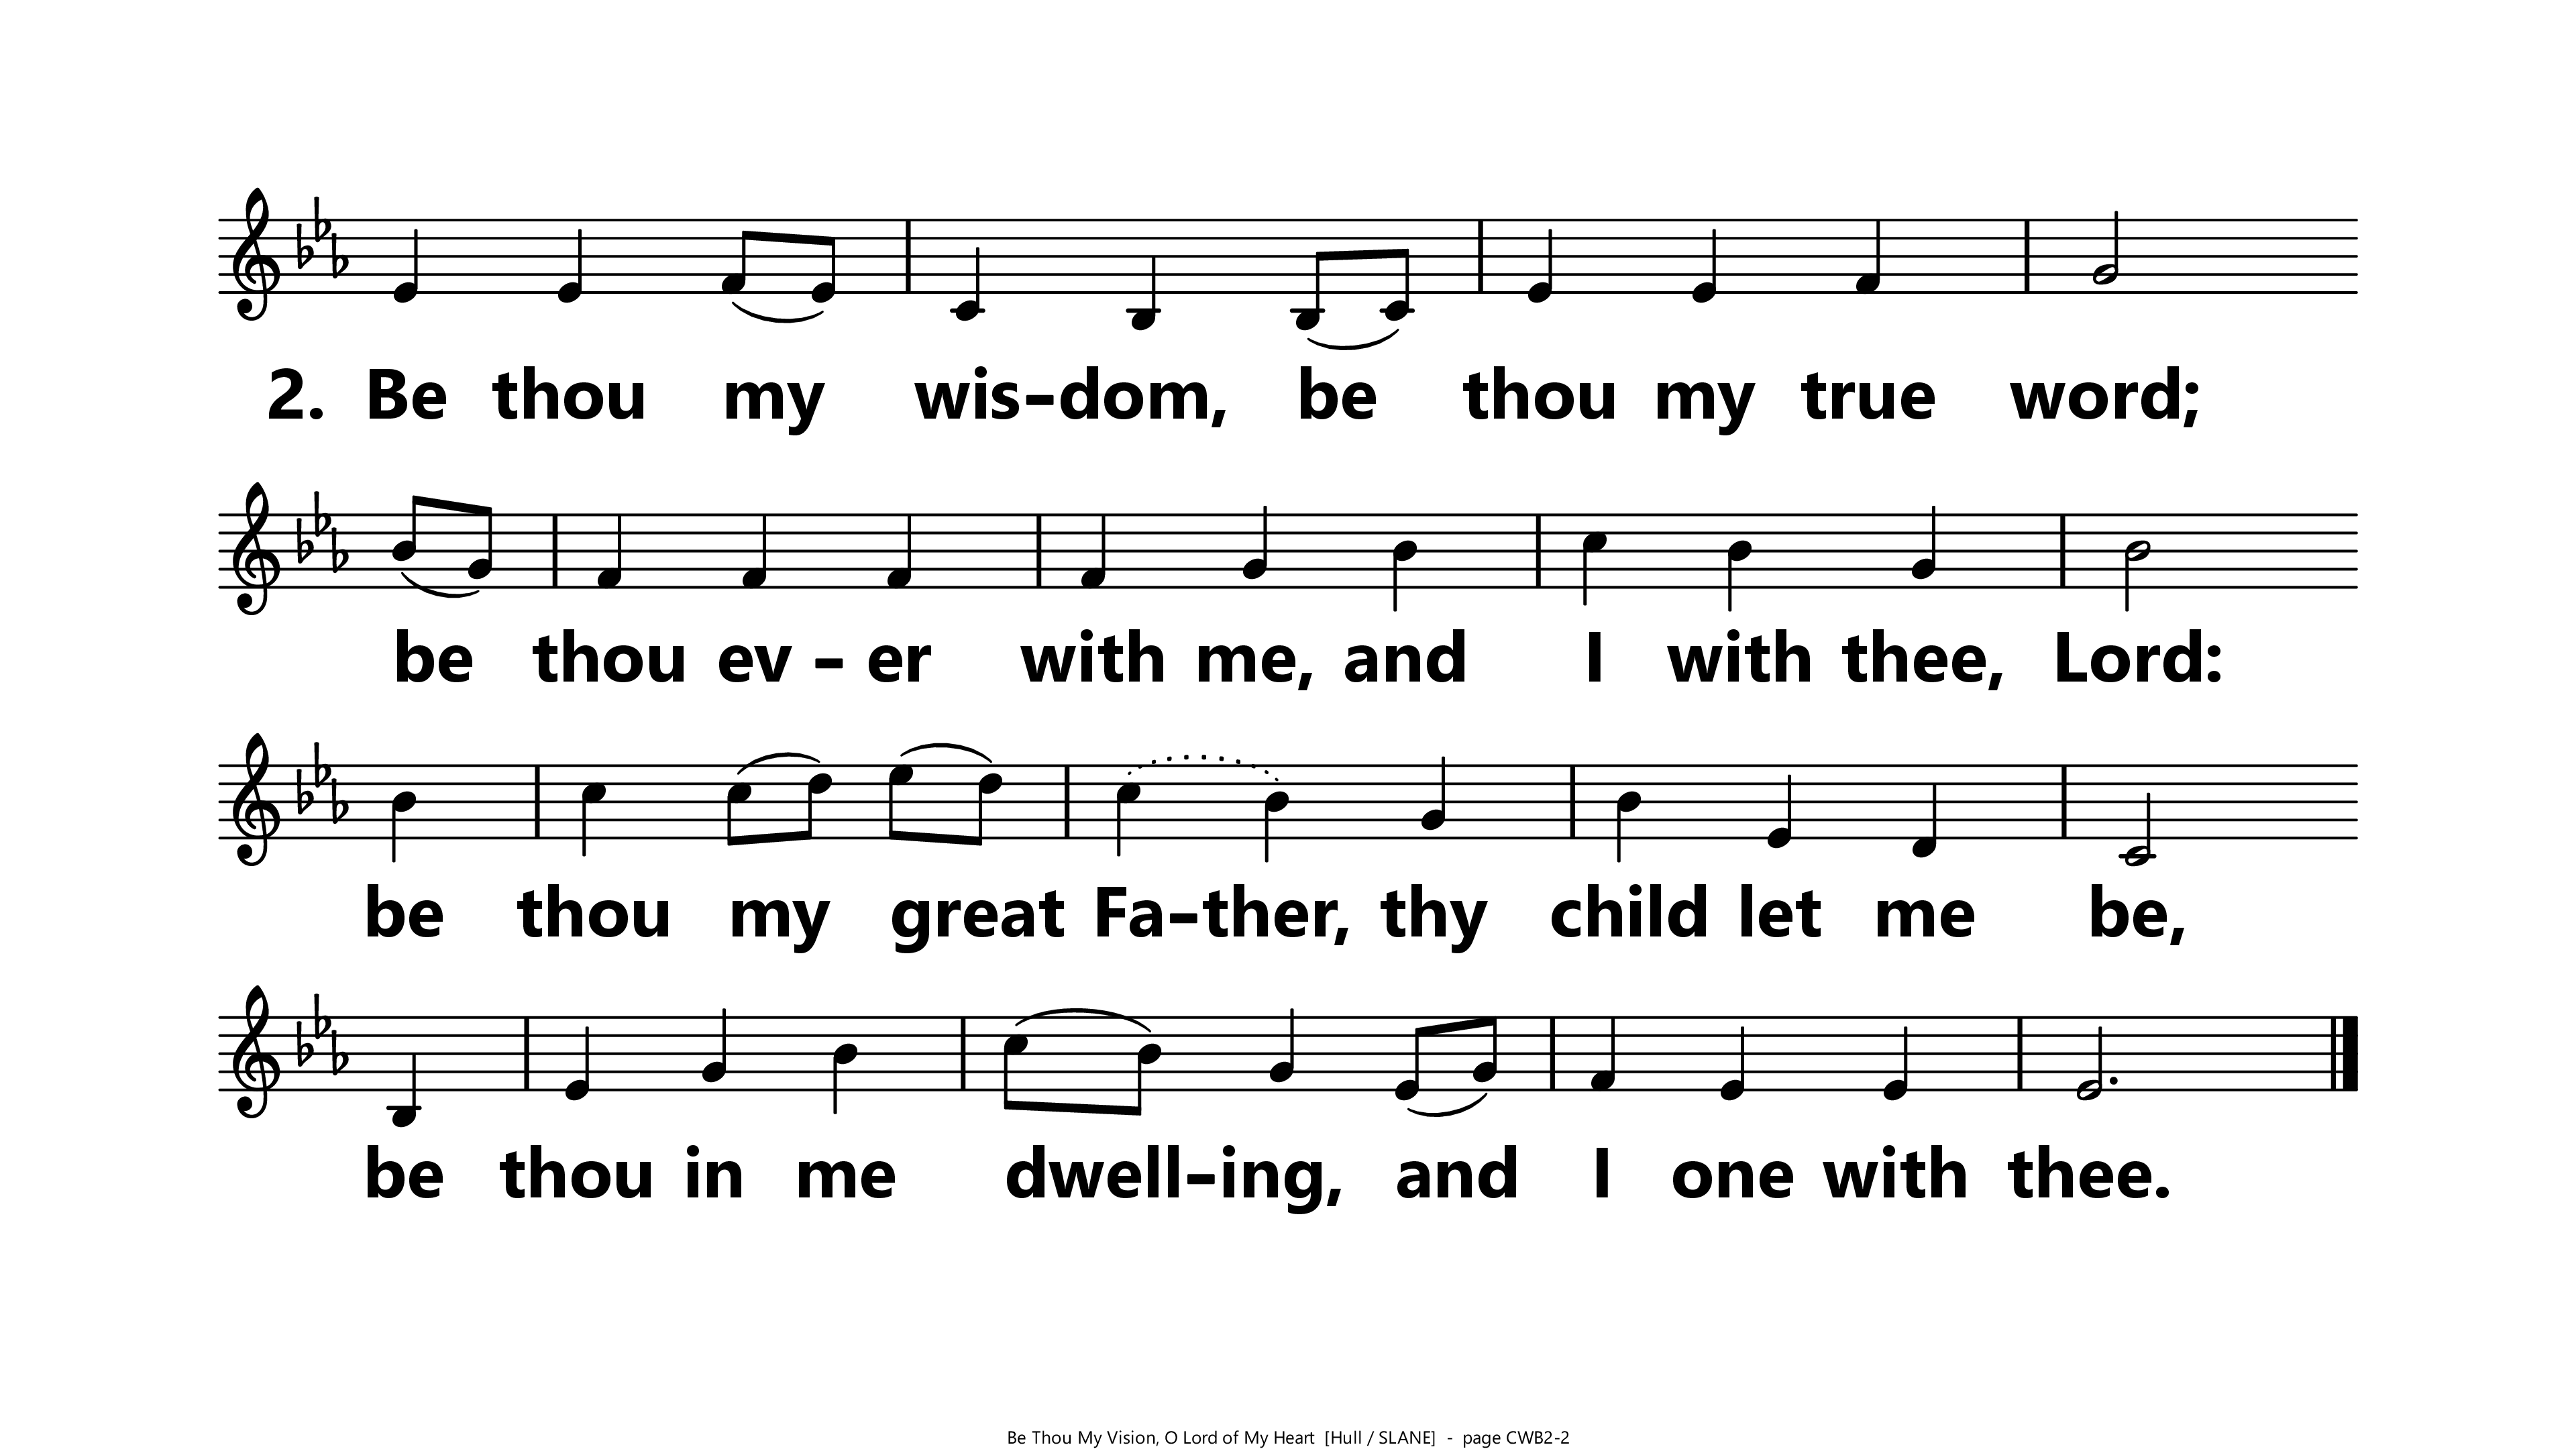 2. Be thou my wis-dom, be thou my true word;
be thou ev - er with me, and I with thee, Lord:
be thou my great Fa-ther, thy child let me be,
be thou in me dwell-ing, and I one with thee.
Be Thou My Vision, O Lord of My Heart [Hull / SLANE] - page CWB2-2